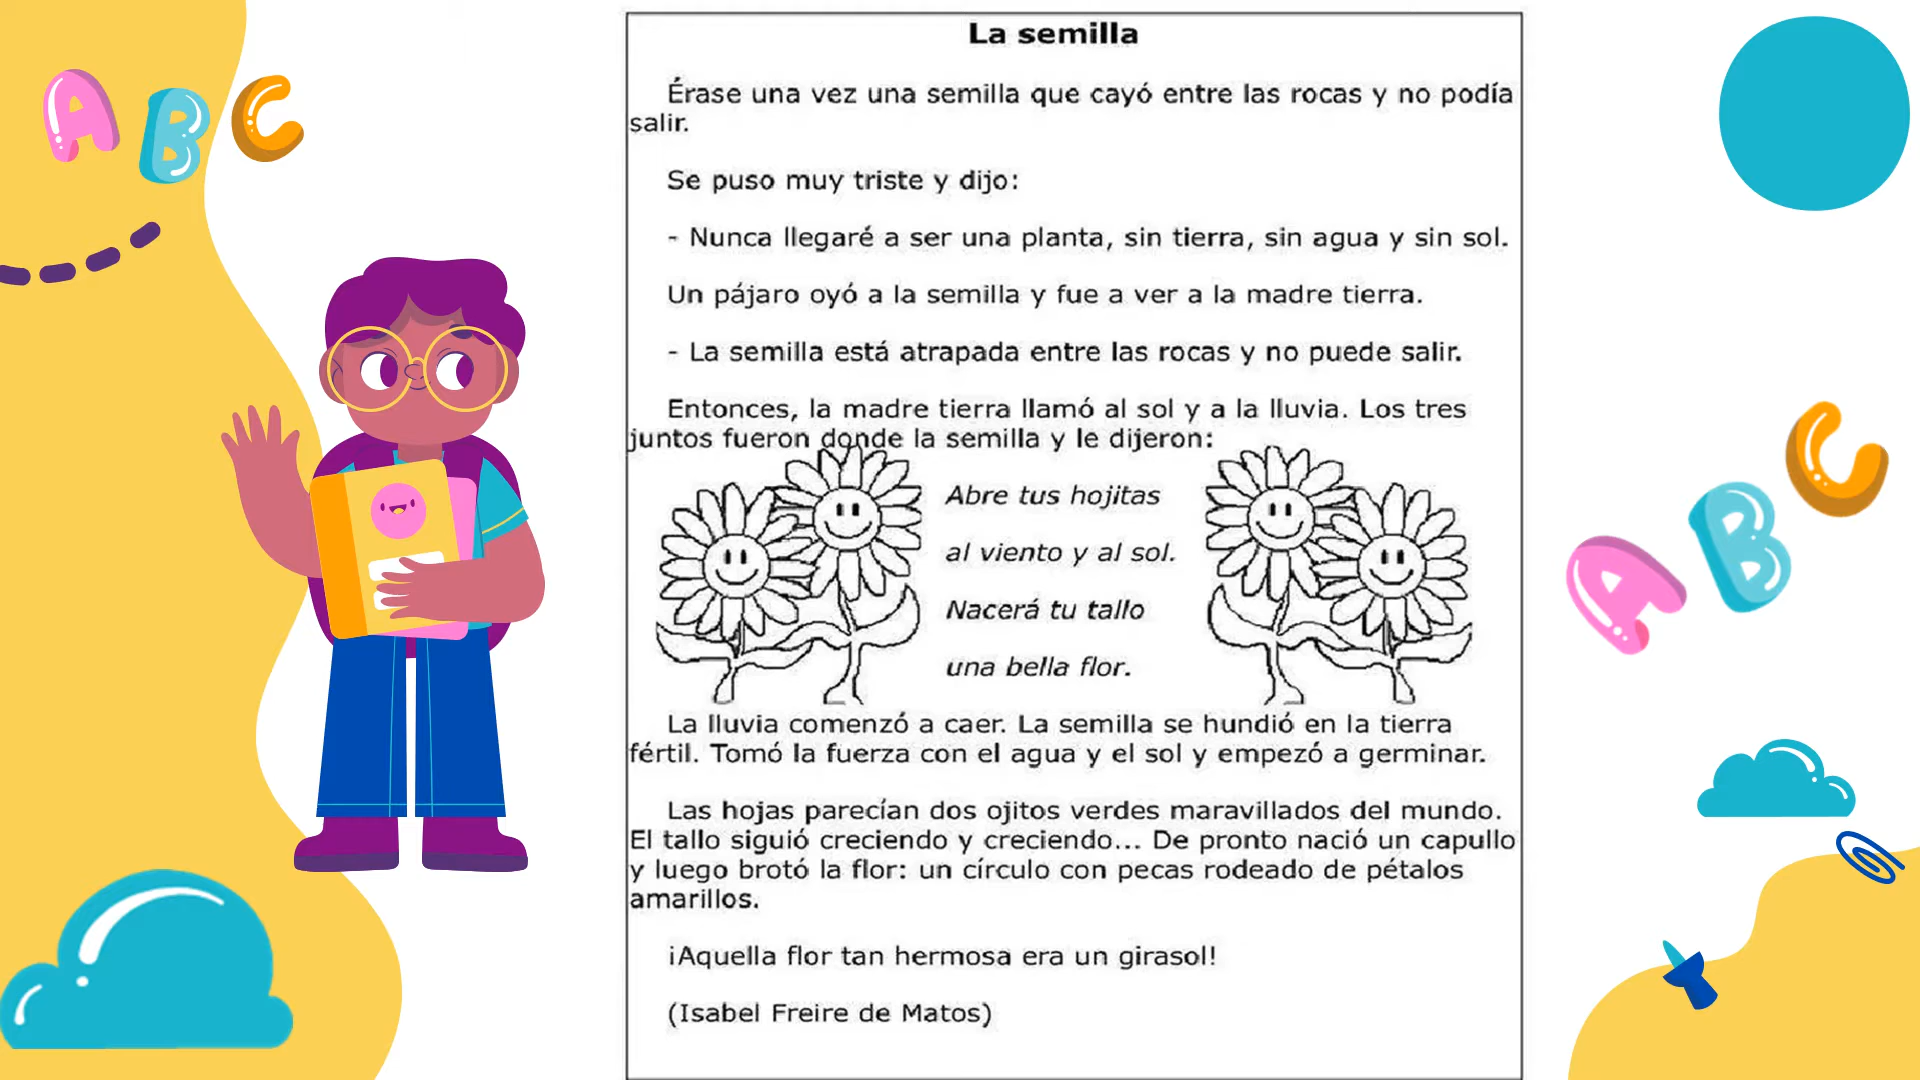 A B C
La semilla
Érase una vez una semilla que cayó entre las rocas y no podía
salir.
Se puso muy triste y dijo:
- Nunca llegaré a ser una planta, sin tierra, sin agua y sin sol.
Un pájaro oyó a la semilla y fue a ver a la madre tierra.
- La semilla está atrapada entre las rocas y no puede salir.
Entonces, la madre tierra llamó al sol y a la lluvia. Los tres
juntos fueron donde la semilla y le dijeron:
Abre tus hojitas
al viento y al sol.
Nacerá tu tallo
una bella flor.
La lluvia comenzó a caer. La semilla se hundió en la tierra
fértil. Tomó la fuerza con el agua y el sol y empezó a germinar.
Las hojas parecían dos ojitos verdes maravillados del mundo.
El tallo siguió creciendo y creciendo... De pronto nació un capullo
y luego brotó la flor: un círculo con pecas rodeado de pétalos
amarillos.
¡Aquella flor tan hermosa era un girasol!
(Isabel Freire de Matos)
A B C